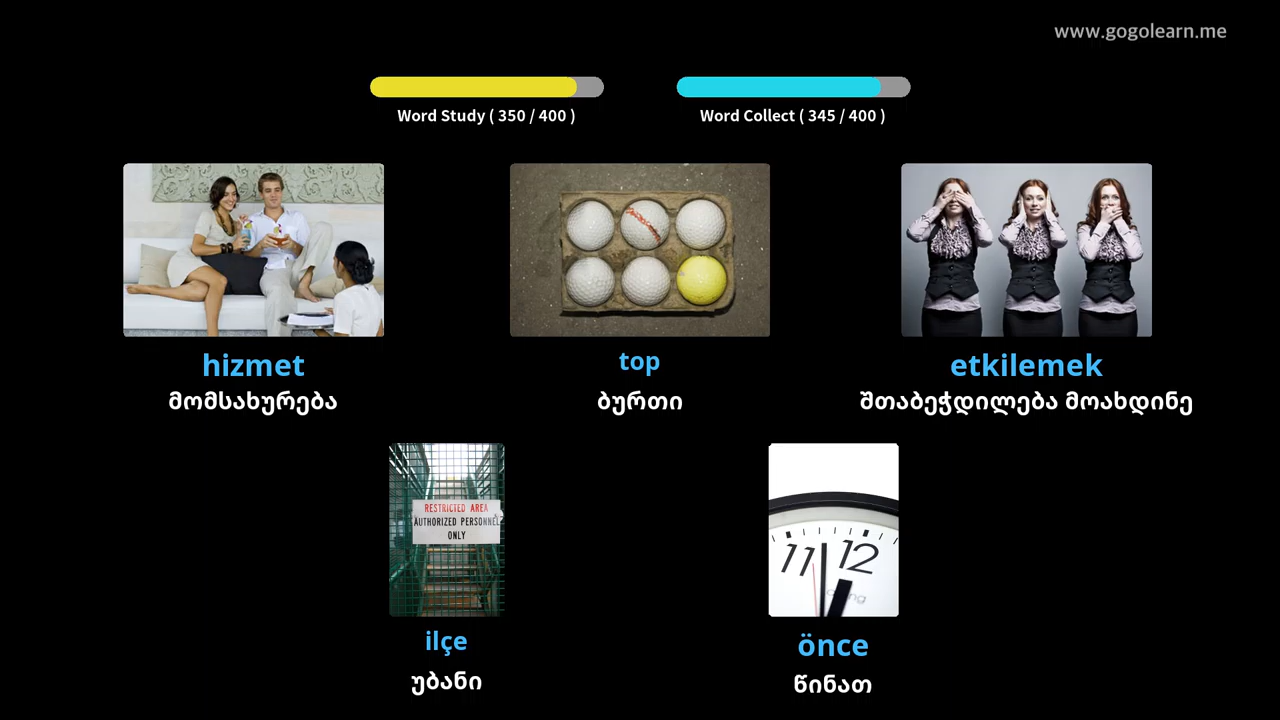 www.gogolearn.me
Word Study ( 350 / 400 )
Word Collect ( 345 / 400 )
hizmet
მომსახურება
top
ბურთი
etkilemek
შთაბეჭდილება მოახდინე
RESTRICTED AREA
AUTHORIZED PERSONNEL
ONLY
ilçe
უბანი
11 12
önce
წინათ